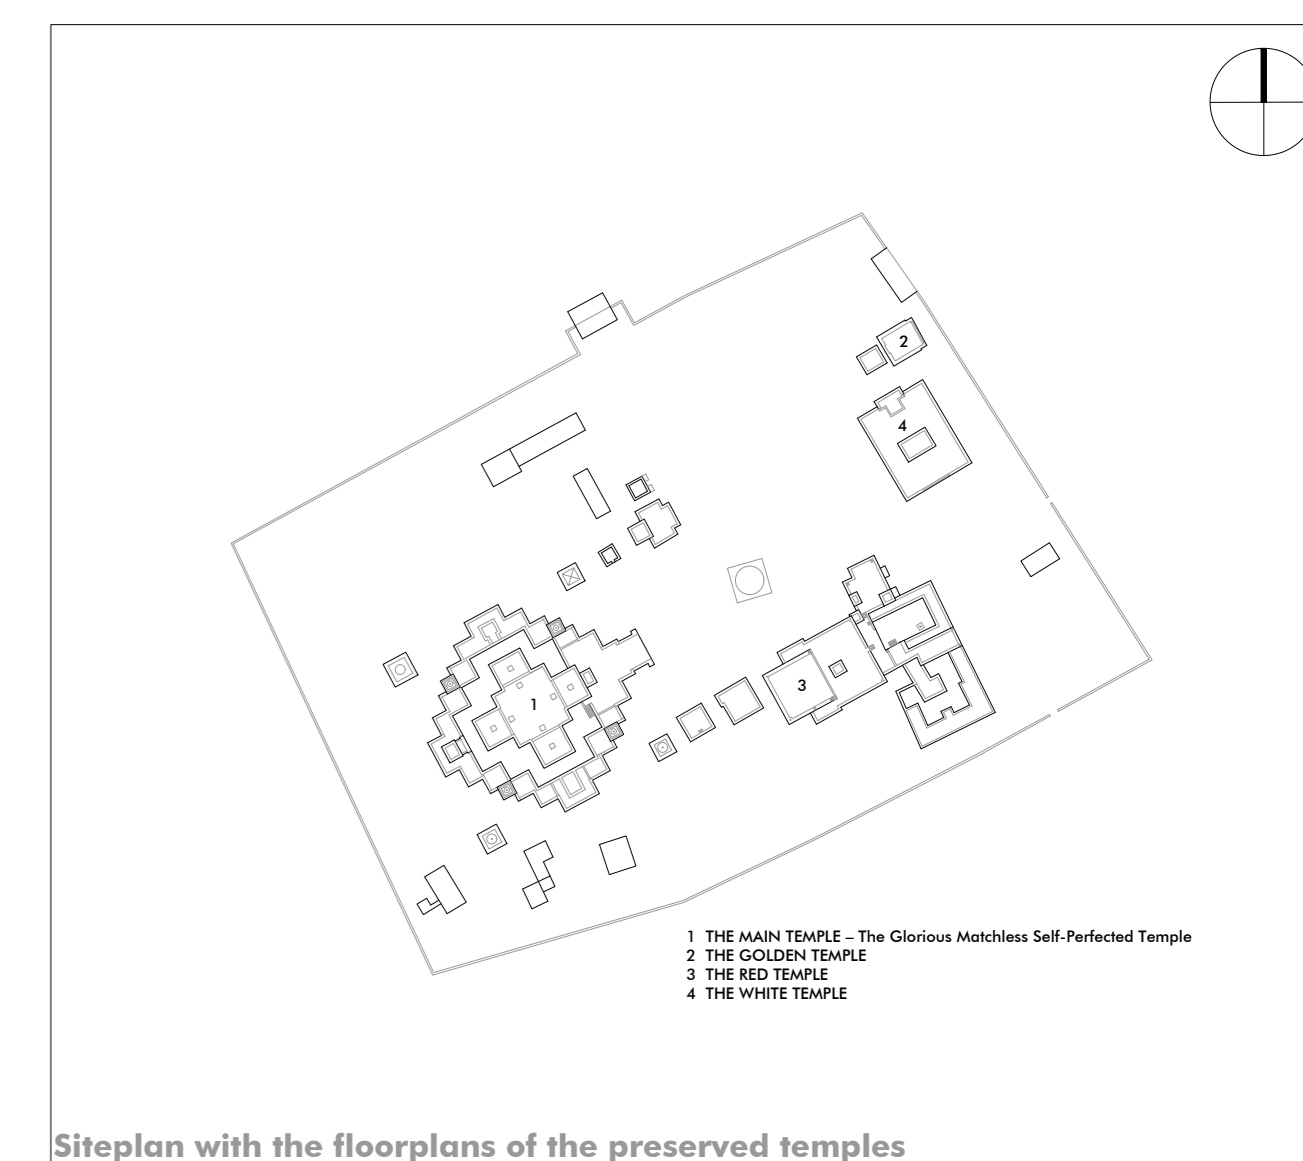 2
4
3
1
1 THE MAIN TEMPLE – The Glorious Matchless Self-Perfected Temple
2 THE GOLDEN TEMPLE
3 THE RED TEMPLE
4 THE WHITE TEMPLE
Siteplan with the floorplans of the preserved temples